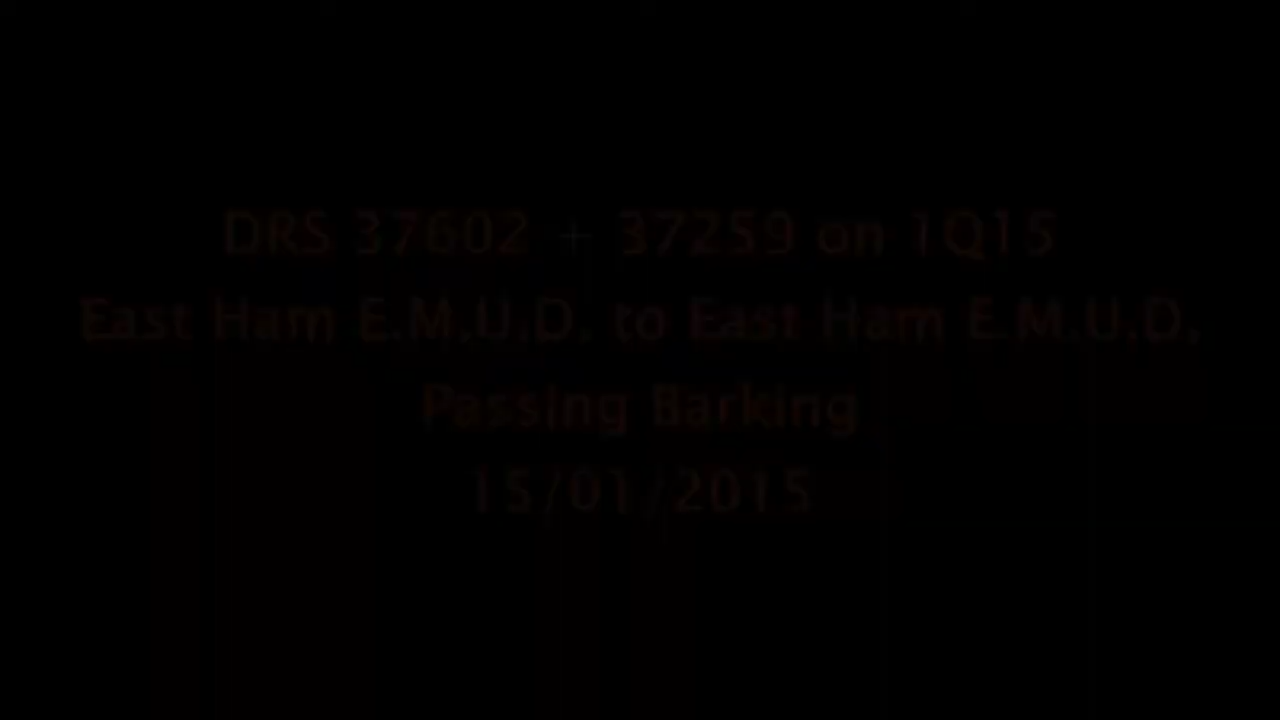 DRS 37602 + 37259 on 1Q15
East Ham E.M.U.D. to East Ham E.M.U.D.
Passing Barking
15/01/2015